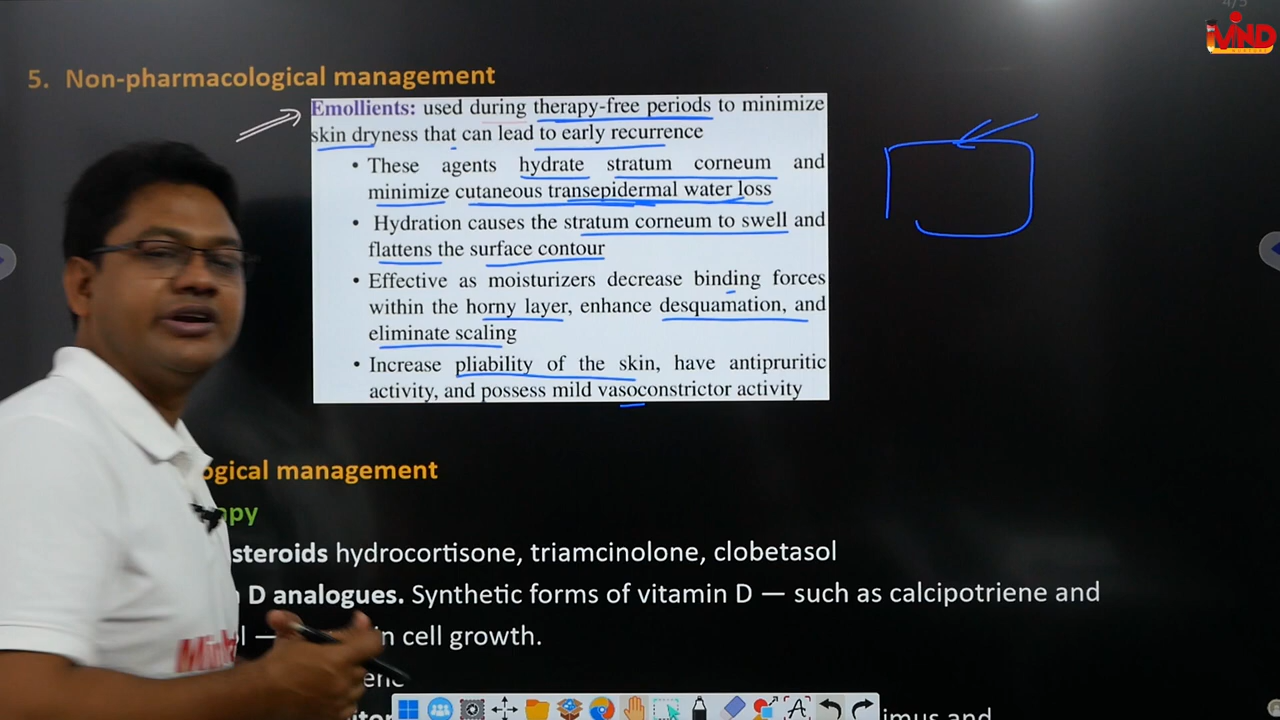 4/5
iMIND
5. Non-pharmacological management
Emollients: used during therapy-free periods to minimize
skin dryness that can lead to early recurrence
• These agents hydrate stratum corneum and
minimize cutaneous transepidermal water loss
• Hydration causes the stratum corneum to swell and
flattens the surface contour
• Effective as moisturizers decrease binding forces
within the horny layer, enhance desquamation, and
eliminate scaling
• Increase pliability of the skin, have antipruritic
activity, and possess mild vasoconstrictor activity
ogical management
apy
steroids hydrocortisone, triamcinolone, clobetasol
D analogues. Synthetic forms of vitamin D — such as calcipotriene and
l — n cell growth.